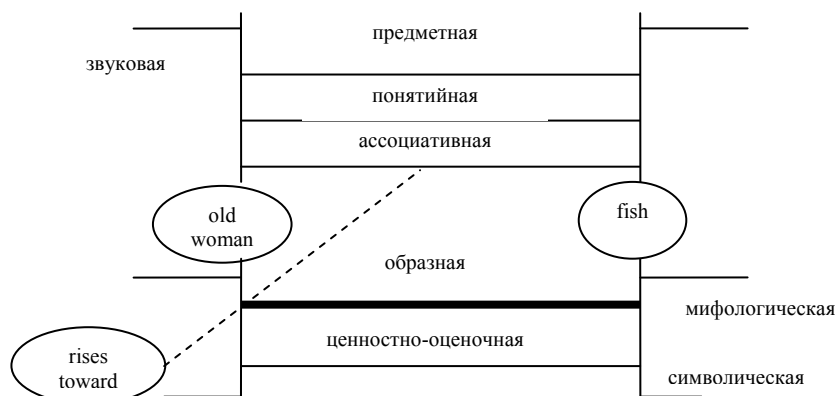 предметная
звуковая
понятийная
ассоциативная
old
woman
fish
образная
мифологическая
ценностно-оценочная
rises
toward
символическая